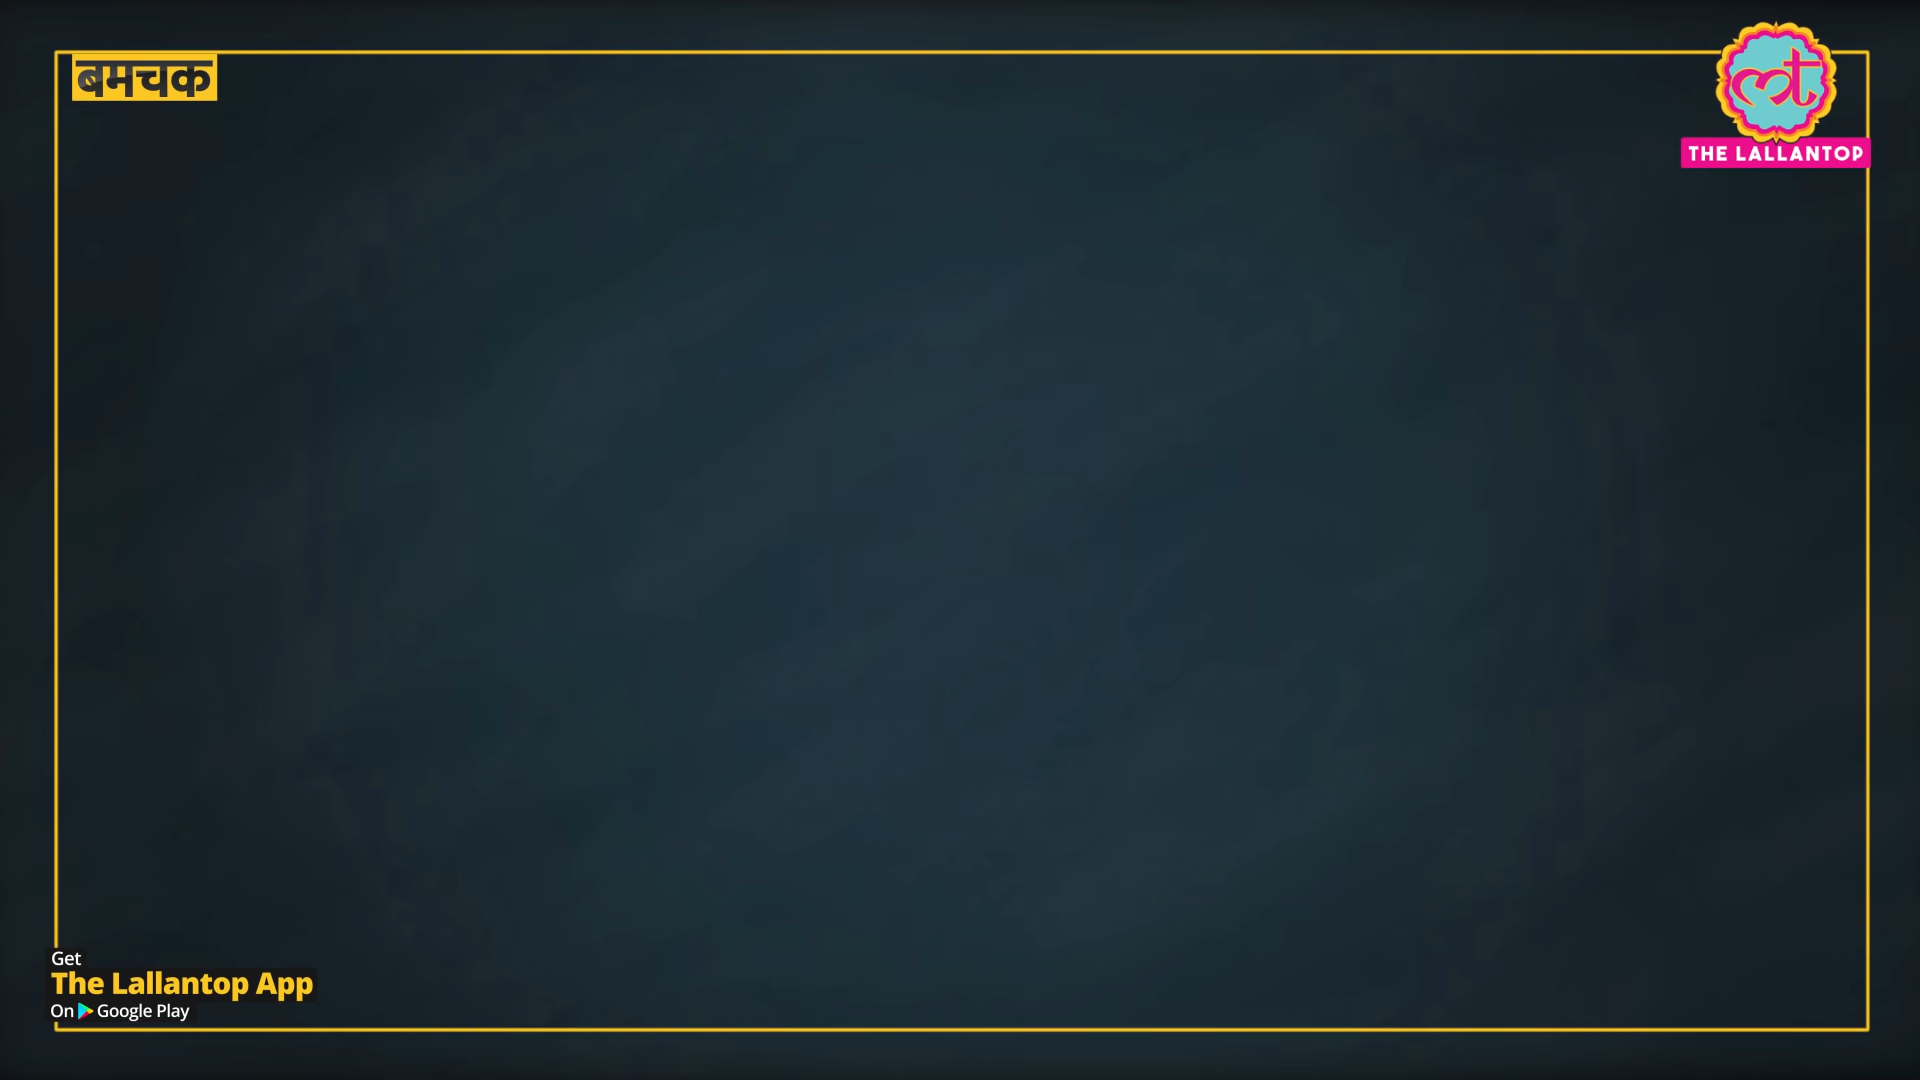 बमचक
THE LALLANTOP
Get
The Lallantop App
On Google Play